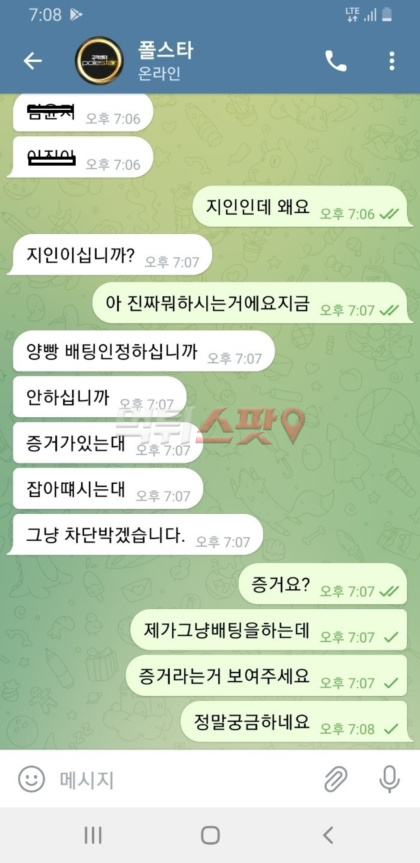 7:08
LTE
폴스타
온라인
오후 7:06
오후 7:06
지인인데 왜요 오후 7:06
지인이십니까? 오후 7:07
아 진짜뭐하시는거에요지금 오후 7:07
양빵 배팅인정하십니까 오후 7:07
안하십니까 오후 7:07
먹튀스팟
증거가있는대 오후 7:07
잡아떄시는대 오후 7:07
그냥 차단박겠습니다. 오후 7:07
증거요? 오후 7:07
제가그냥배팅을하는데 오후 7:07
증거라는거 보여주세요 오후 7:07
정말궁금하네요 오후 7:08
메시지